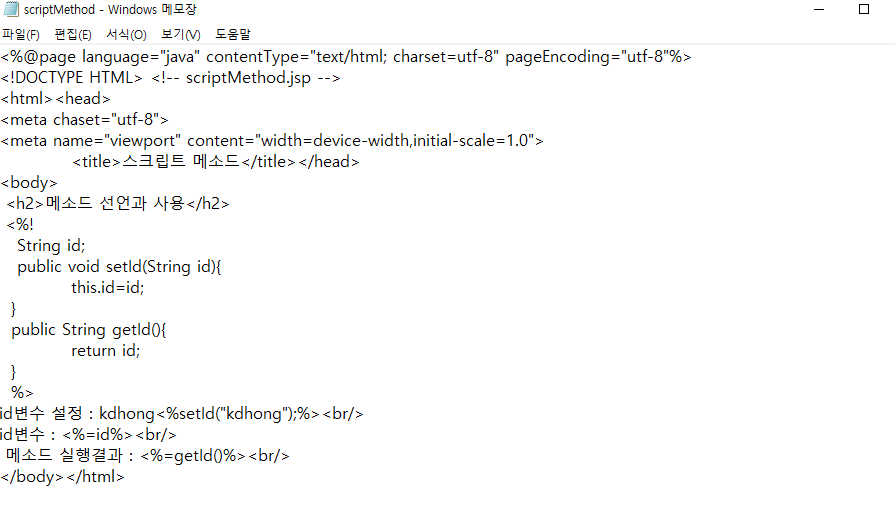 scriptMethod - Windows 메모장
파일(F) 편집(E) 서식(O) 보기(V) 도움말
<%@page language="java" contentType="text/html; charset=utf-8" pageEncoding="utf-8"%>
<!DOCTYPE HTML> <!-- scriptMethod.jsp -->
<html><head>
<meta chaset="utf-8">
<meta name="viewport" content="width=device-width,initial-scale=1.0">
<title>스크립트 메소드</title></head>
<body>
<h2>메소드 선언과 사용</h2>
<%!
String id;
public void setId(String id){
this.id=id;
}
public String getId(){
return id;
}
%>
id변수 설정 : kdhong<%setId("kdhong");%><br/>
id변수 : <%=id%><br/>
메소드 실행결과 : <%=getId()%><br/>
</body></html>